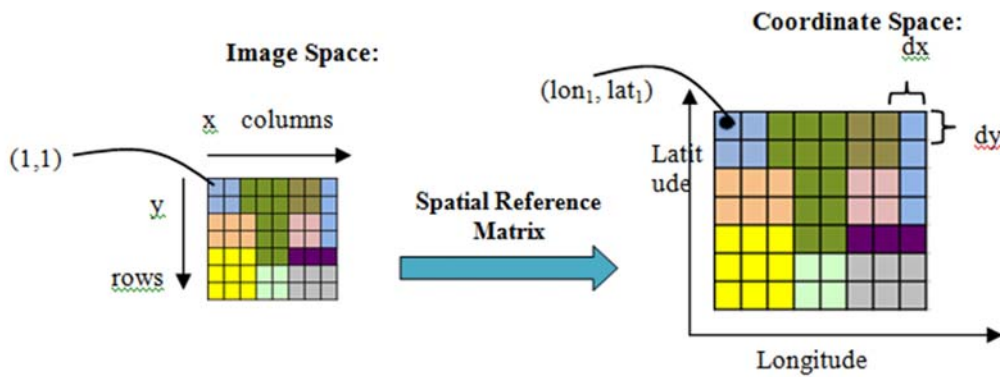 Image Space:
x columns
(1,1)
y
rows
Spatial Reference
Matrix
Coordinate Space:
dx
(lon1, lat1)
dy
Latit
ude
Longitude